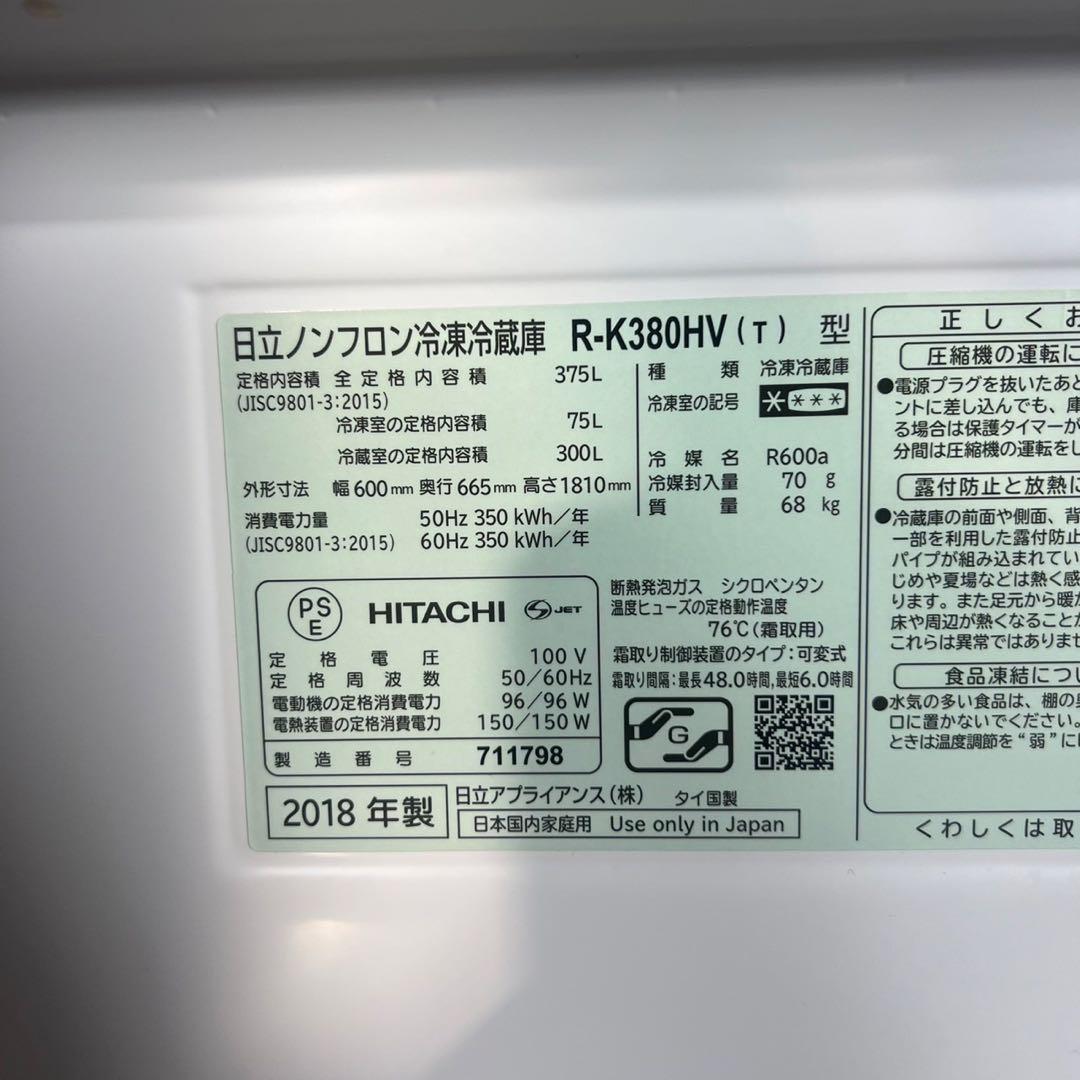 日立ノンフロン冷凍冷蔵庫 R-K380HV(T) 型
定格内容積 全定格内容積 375L
(JISC9801-3:2015)
冷凍室の定格内容積 75L
冷蔵室の定格内容積 300L
外形寸法 幅600mm 奥行665mm 高さ1810mm
消費電力量 50Hz 350 kWh/年
(JISC9801-3:2015) 60Hz 350 kWh/年
種類 冷凍冷蔵庫
冷凍室の記号 ****
冷媒名 R600a
冷媒封入量 70 g
質量 68 kg
PS
E
HITACHI S JET
定格電圧 100 V
定格周波数 50/60Hz
電動機の定格消費電力 96/96 W
電熱装置の定格消費電力 150/150 W
製造番号 711798
断熱発泡ガス シクロペンタン
温度ヒューズの定格動作温度
76℃(霜取用)
霜取り制御装置のタイプ:可変式
霜取り間隔:最長48.0時間,最短6.0時間
G
2018 年製
日立アプライアンス(株) タイ国製
日本国内家庭用 Use only in Japan
正しくお
圧縮機の運転に
●電源プラグを抜いたあと
ントに差し込んでも、庫
る場合は保護タイマーが
分間は圧縮機の運転をし
露付防止と放熱に
●冷蔵庫の前面や側面、背
一部を利用した露付防止
パイプが組み込まれてい
じめや夏場などは熱く感
ります。また足元から暖か
床や周辺が熱くなることか
これらは異常ではありませ
食品凍結につい
●水気の多い食品は、棚の奥
口に置かないでください。
ときは温度調節を“弱”に
くわしくは取